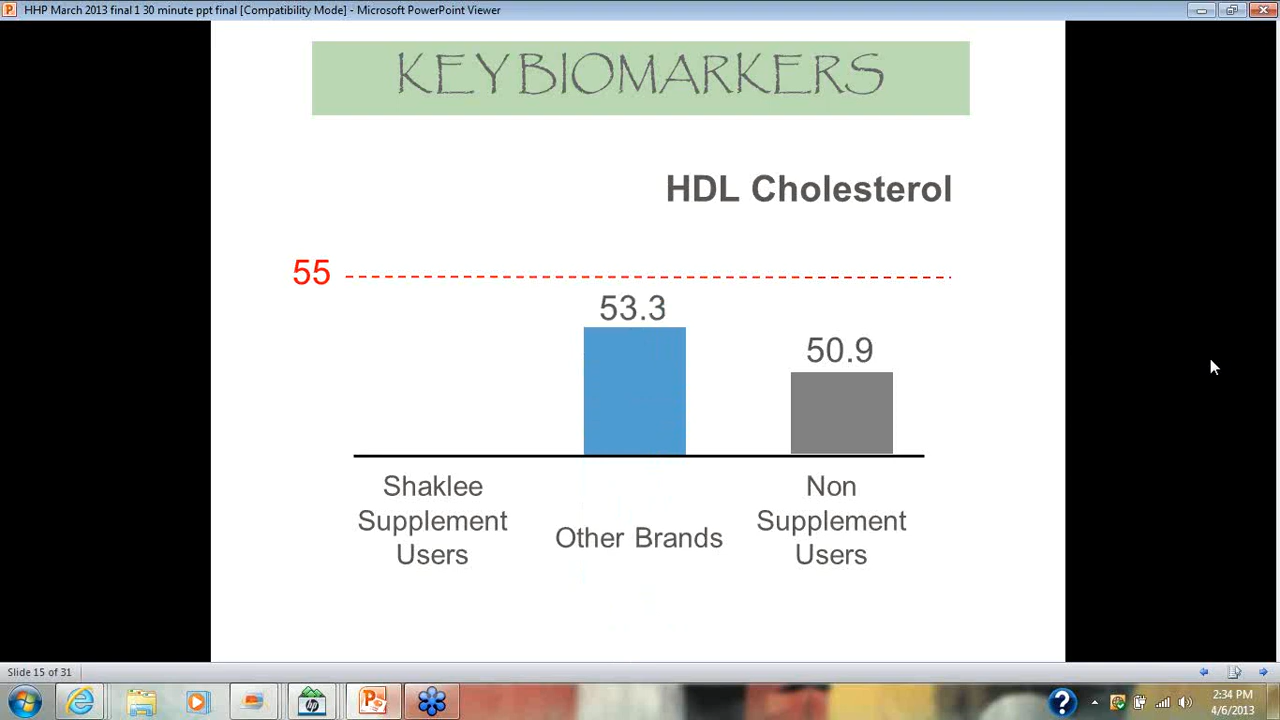 HHP March 2013 final 1 30 minute ppt final [Compatibility Mode] - Microsoft PowerPoint Viewer
KEY BIOMARKERS
HDL Cholesterol
55
53.3
50.9
Shaklee
Supplement
Users
Other Brands
Non
Supplement
Users
Slide 15 of 31
2:34 PM
4/6/2013